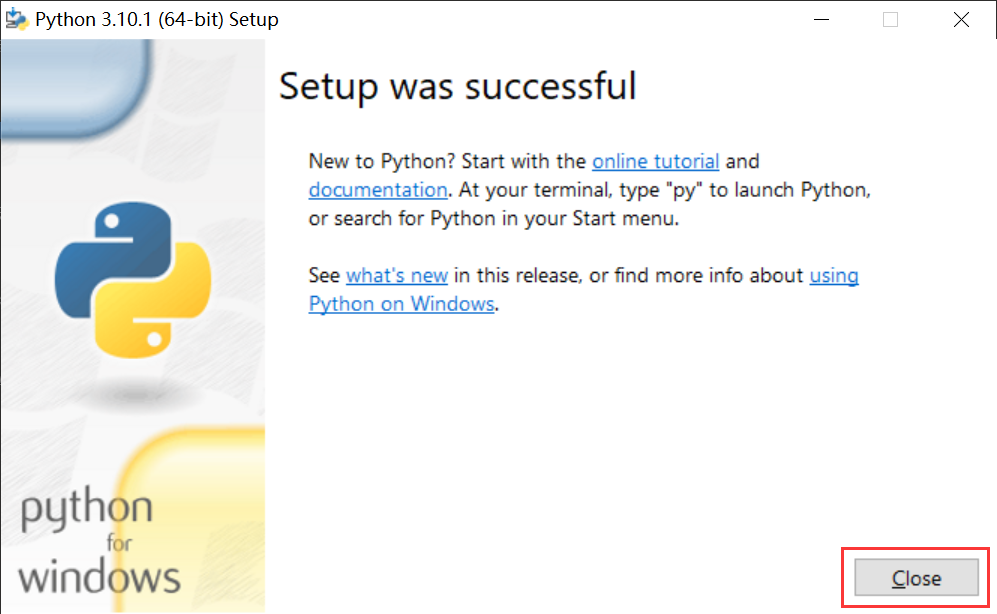 Python 3.10.1 (64-bit) Setup
Setup was successful
New to Python? Start with the online tutorial and
documentation. At your terminal, type "py" to launch Python,
or search for Python in your Start menu.
See what's new in this release, or find more info about using
Python on Windows.
python
for
windows
Close